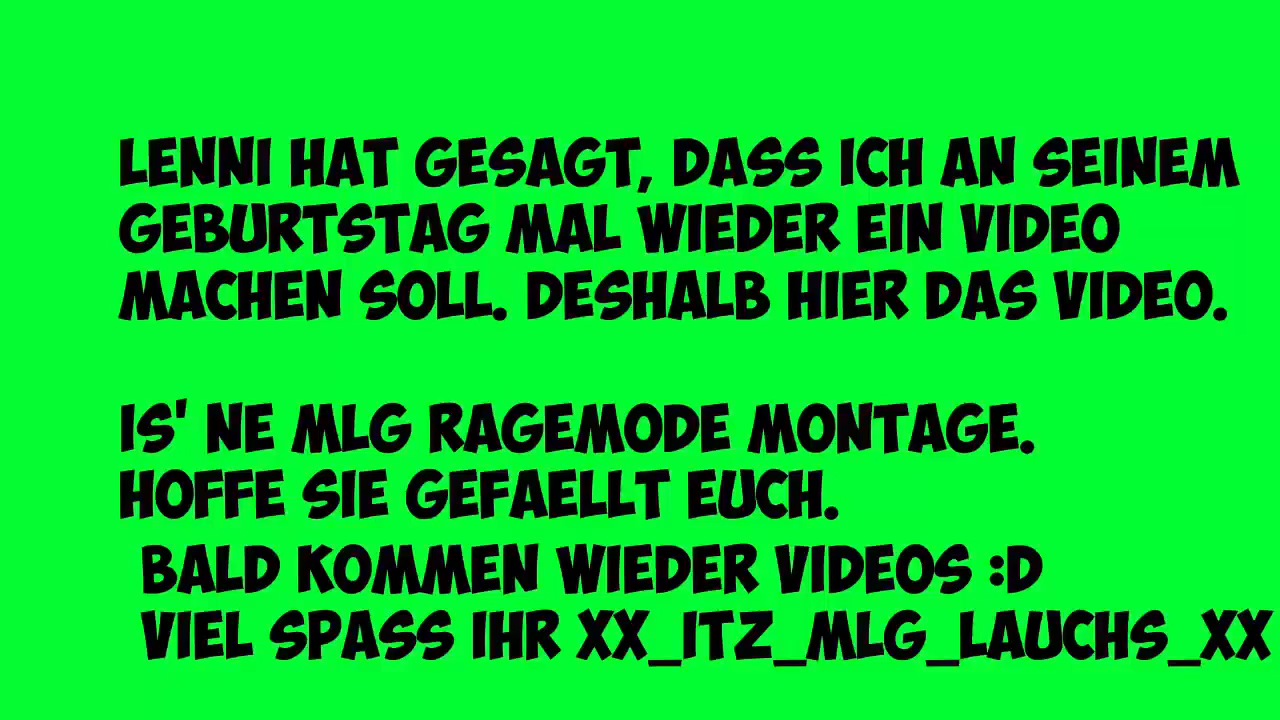 LENNI HAT GESAGT, DASS ICH AN SEINEM
GEBURTSTAG MAL WIEDER EIN VIDEO
MACHEN SOLL. DESHALB HIER DAS VIDEO.
IS' NE MLG RAGEMODE MONTAGE.
HOFFE SIE GEFAELLT EUCH.
BALD KOMMEN WIEDER VIDEOS :D
VIEL SPASS IHR XX_ITZ_MLG_LAUCHS_XX